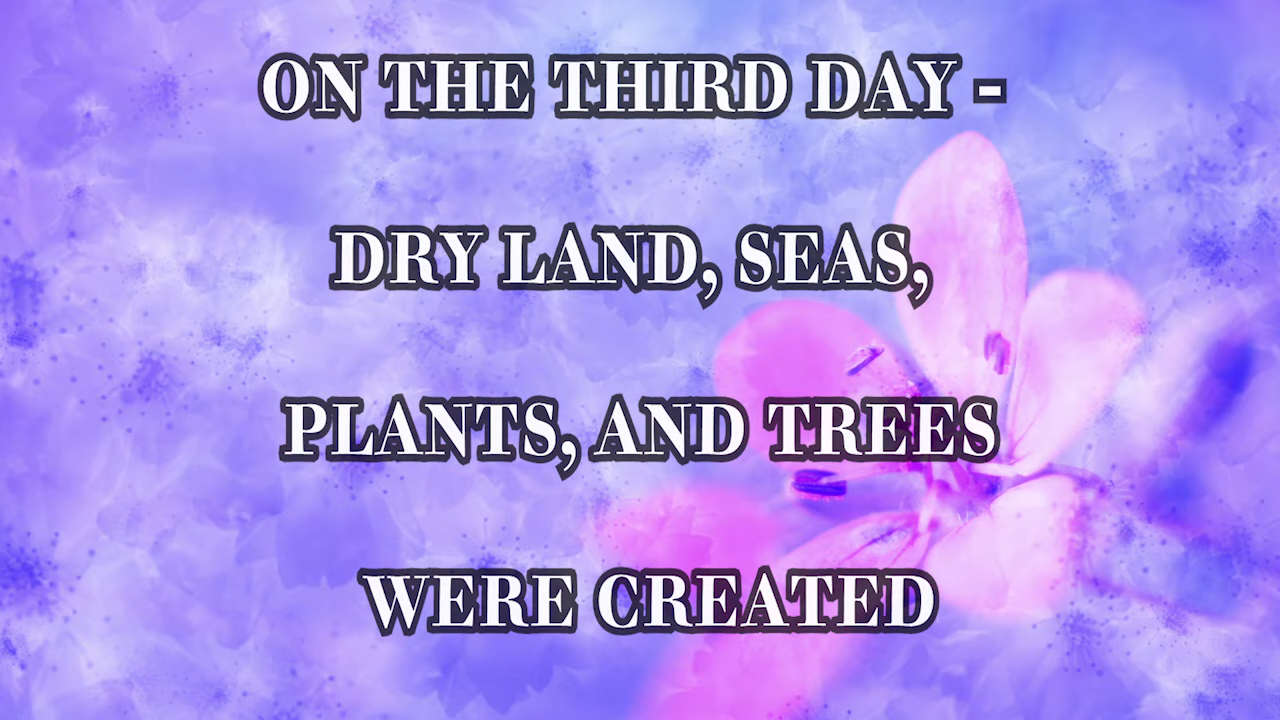 ON THE THIRD DAY -
DRY LAND, SEAS,
PLANTS, AND TREES
WERE CREATED